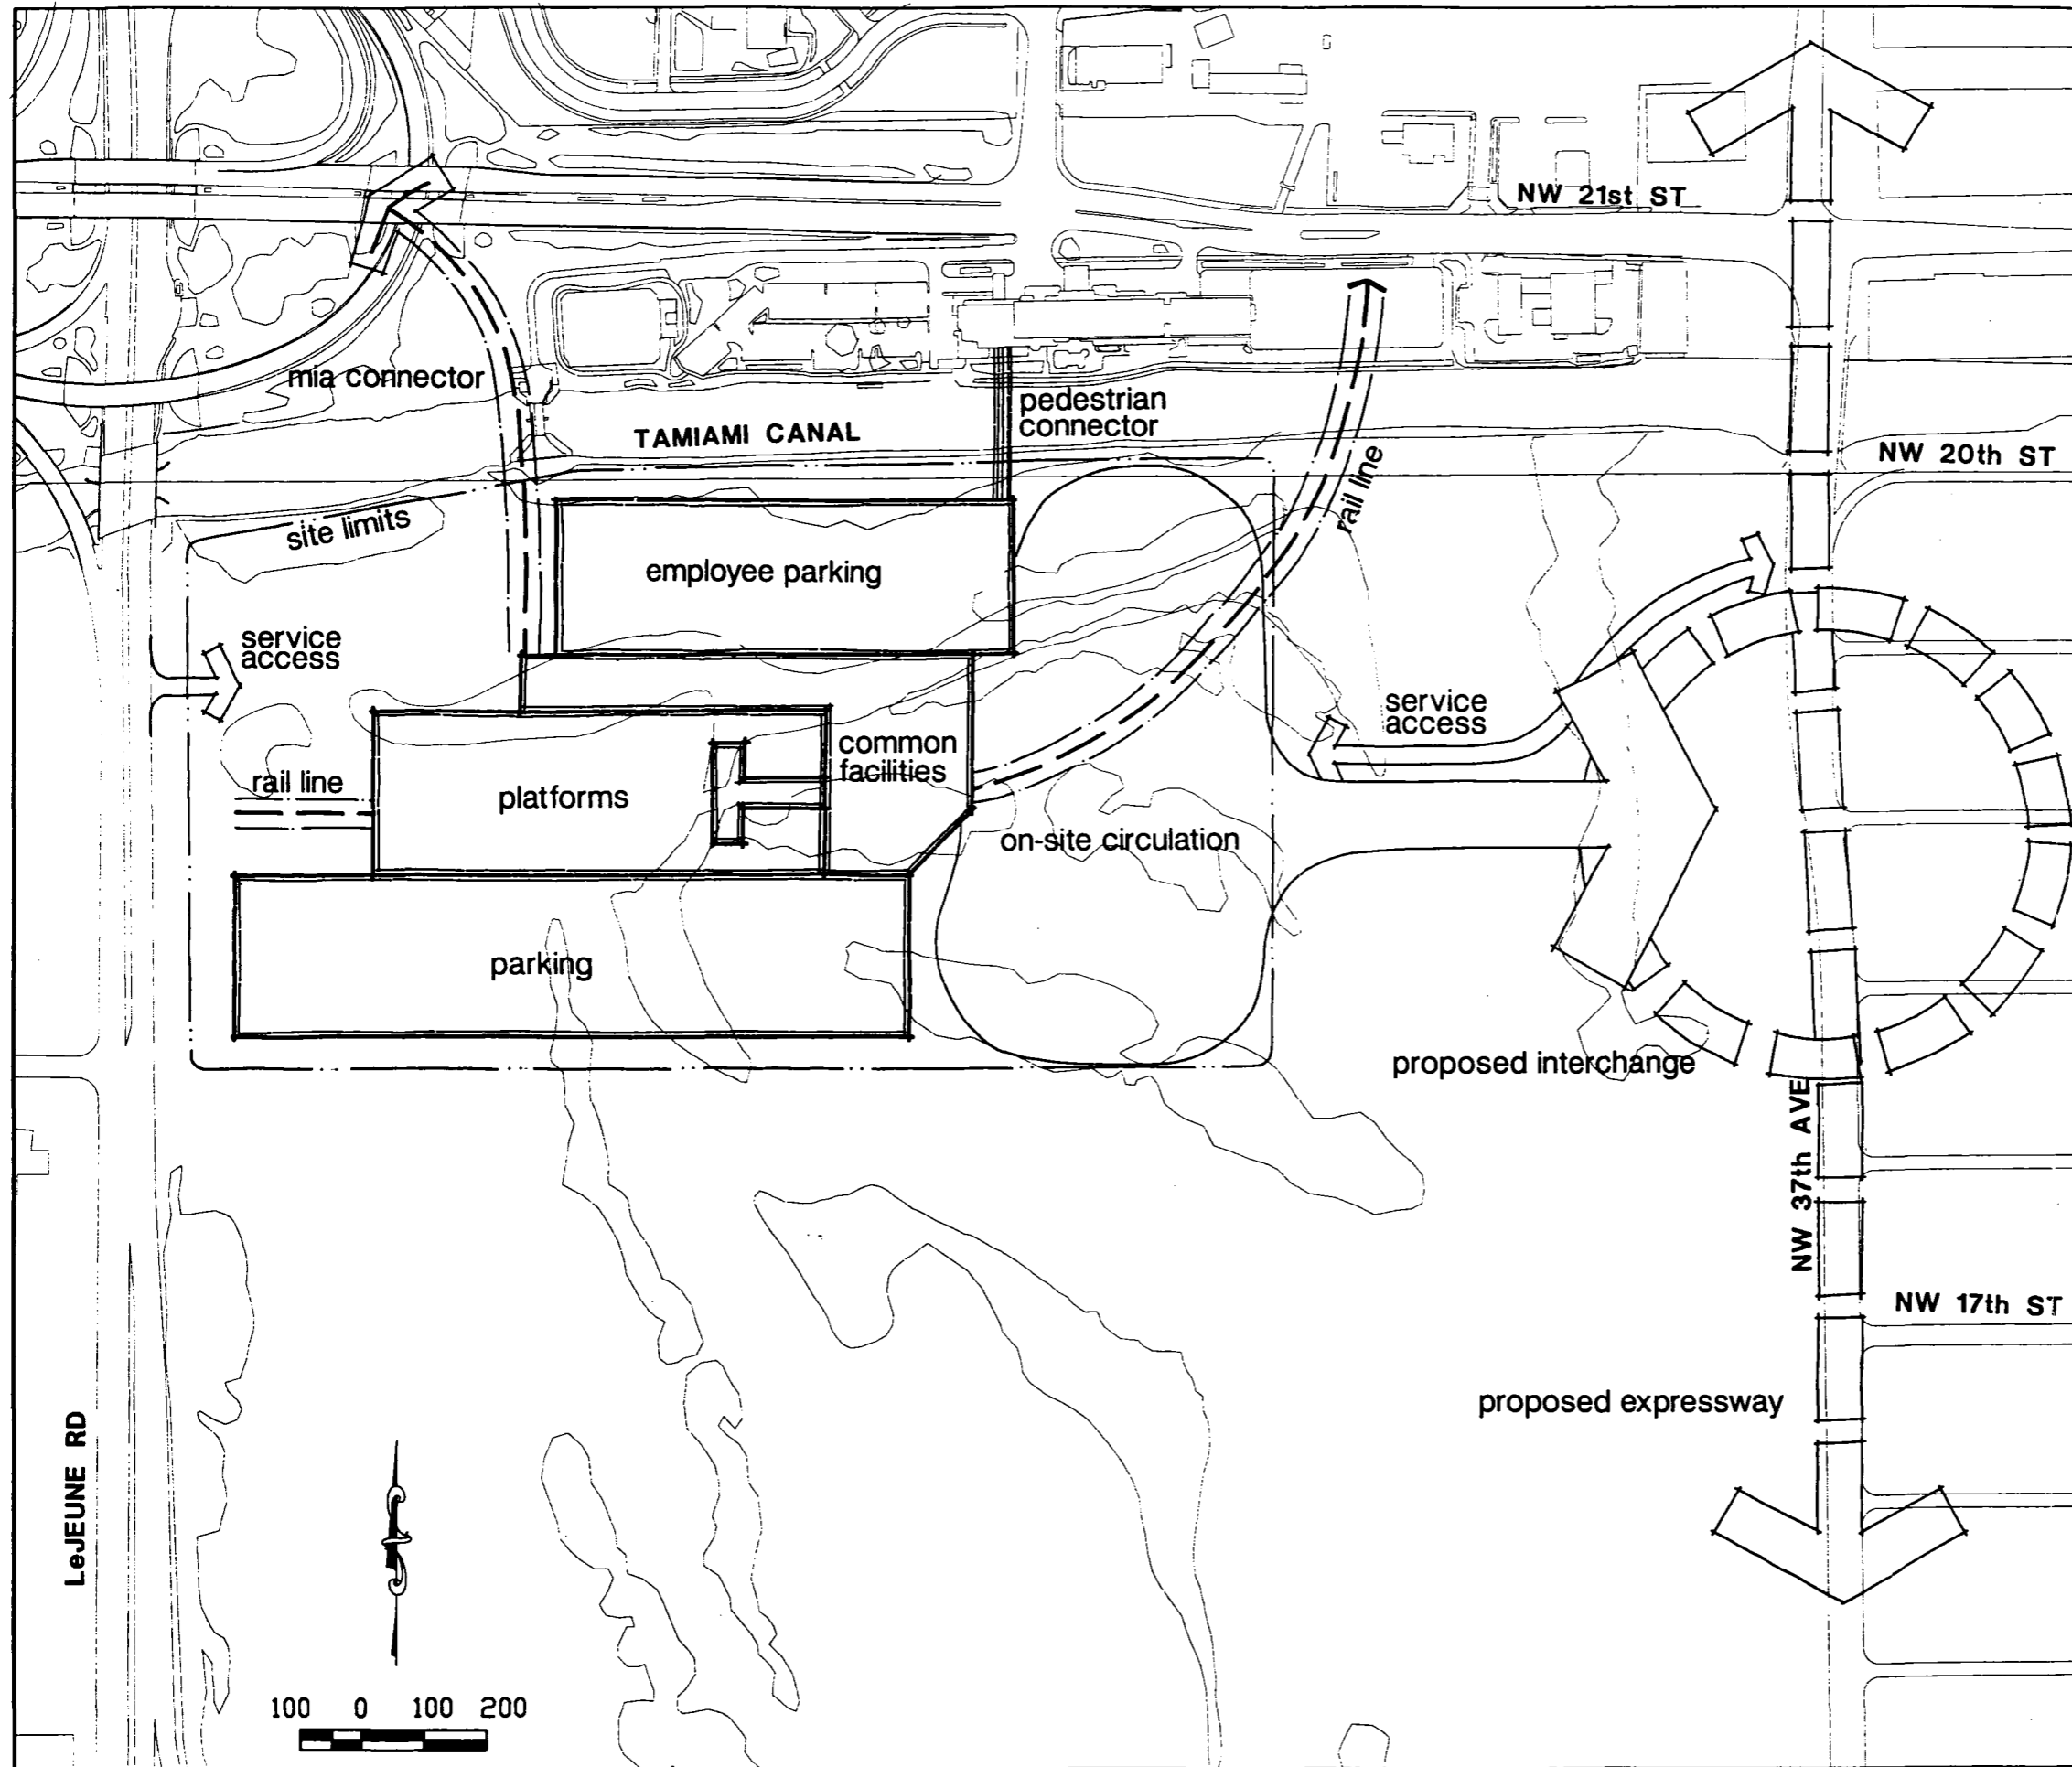 NW 21st ST
mia connector
pedestrian
connector
TAMIAMI CANAL
NW 20th ST
rail line
site limits
employee parking
service
access
service
access
common
facilities
rail line
platforms
on-site circulation
parking
proposed interchange
NW 37th AVE
NW 17th ST
proposed expressway
LeJEUNE RD
100 0 100 200